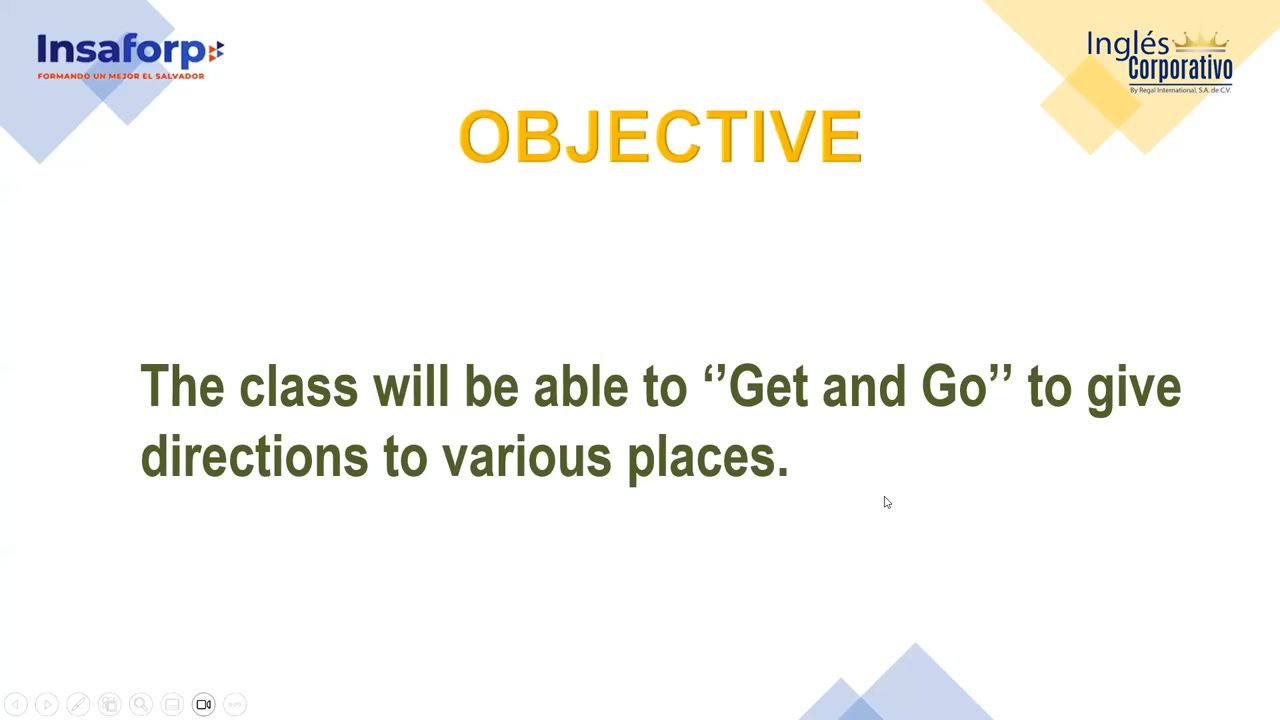 Insaforp
FORMANDO UN MEJOR EL SALVADOR
Inglés
Corporativo
By Regal International, S.A. de C.V.
OBJECTIVE
The class will be able to ‘’Get and Go’’ to give
directions to various places.